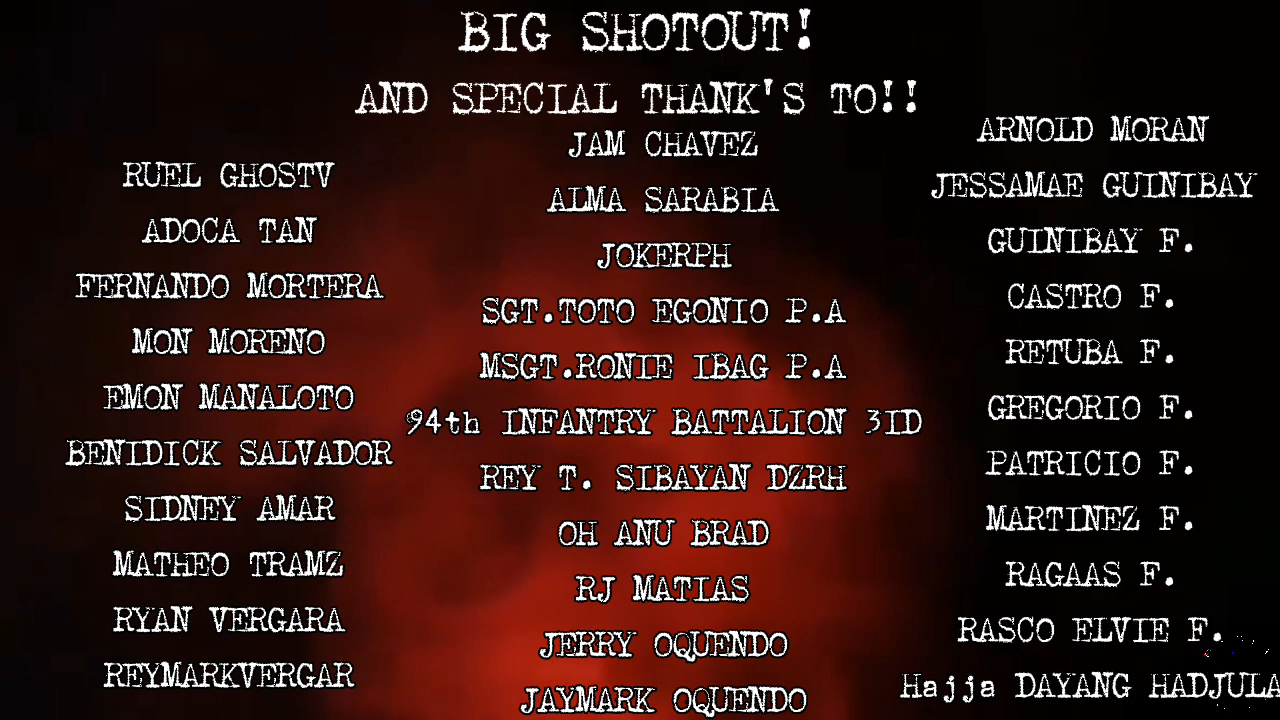 BIG SHOTOUT!
AND SPECIAL THANK'S TO!!
RUEL GHOSTV
ADOCA TAN
FERNANDO MORTERA
MON MORENO
EMON MANALOTO
BENIDICK SALVADOR
SIDNEY AMAR
MATHEO TRAMZ
RYAN VERGARA
REYMARKVERGAR
JAM CHAVEZ
ALMA SARABIA
JOKERPH
SGT.TOTO EGONIO P.A
MSGT.RONIE IBAG P.A
94th INFANTRY BATTALION 3ID
REY T. SIBAYAN DZRH
OH ANU BRAD
RJ MATIAS
JERRY OQUENDO
JAYMARK OQUENDO
ARNOLD MORAN
JESSAMAE GUINIBAY
GUINIBAY F.
CASTRO F.
RETUBA F.
GREGORIO F.
PATRICIO F.
MARTINEZ F.
RAGAAS F.
RASCO ELVIE F.
Hajja DAYANG HADJULA